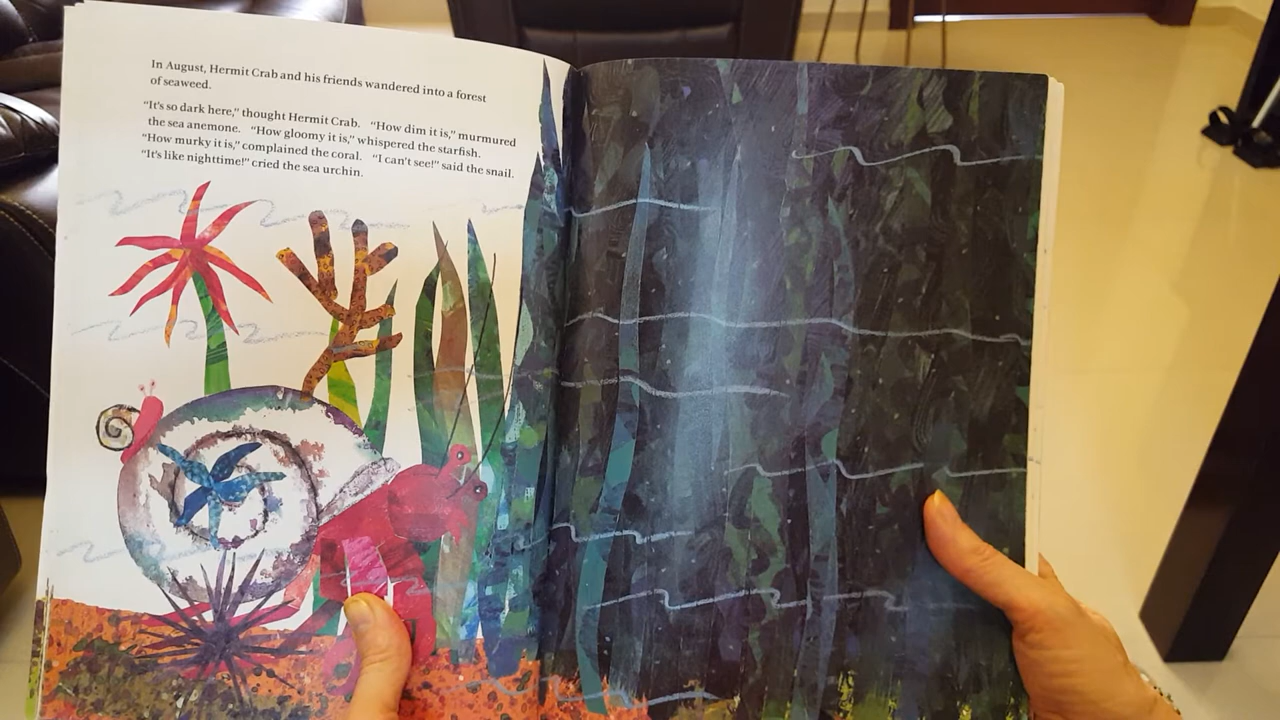 In August, Hermit Crab and his friends wandered into a forest
of seaweed.
"It's so dark here," thought Hermit Crab. "How dim it is," murmured
the sea anemone. "How gloomy it is," whispered the starfish.
"How murky it is," complained the coral. "I can't see!" said the snail.
"It's like nighttime!" cried the sea urchin.